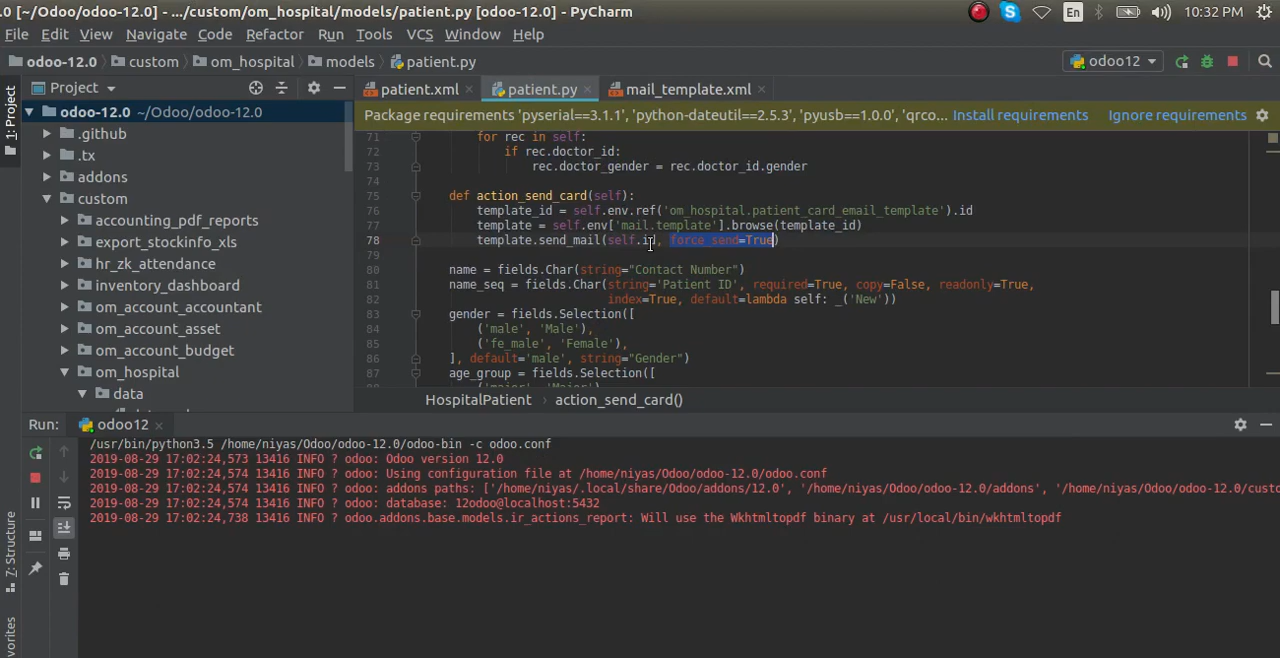 .0 [~/Odoo/odoo-12.0] - .../custom/om_hospital/models/patient.py [odoo-12.0] - PyCharm
En
10:32 PM
File Edit View Navigate Code Refactor Run Tools VCS Window Help
odoo-12.0 custom om_hospital models patient.py
odoo12
1: Project
Project
patient.xml patient.py mail_template.xml
odoo-12.0 ~/Odoo/odoo-12.0
Package requirements 'pyserial==3.1.1', 'python-dateutil==2.5.3', 'pyusb==1.0.0', 'qrco... Install requirements Ignore requirements
.github
.tx
addons
custom
accounting_pdf_reports
export_stockinfo_xls
hr_zk_attendance
inventory_dashboard
om_account_accountant
om_account_asset
om_account_budget
om_hospital
data
71 for rec in self:
72 if rec.doctor_id:
73 rec.doctor_gender = rec.doctor_id.gender
74
75 def action_send_card(self):
76 template_id = self.env.ref('om_hospital.patient_card_email_template').id
77 template = self.env['mail.template'].browse(template_id)
78 template.send_mail(self.id, force_send=True)
79
80 name = fields.Char(string="Contact Number")
81 name_seq = fields.Char(string='Patient ID', required=True, copy=False, readonly=True,
82 index=True, default=lambda self: _('New'))
83 gender = fields.Selection([
84 ('male', 'Male'),
85 ('fe_male', 'Female'),
86 ], default='male', string="Gender")
87 age_group = fields.Selection([
HospitalPatient › action_send_card()
Run: odoo12
/usr/bin/python3.5 /home/niyas/Odoo/odoo-12.0/odoo-bin -c odoo.conf
2019-08-29 17:02:24,573 13416 INFO ? odoo: Odoo version 12.0
2019-08-29 17:02:24,574 13416 INFO ? odoo: Using configuration file at /home/niyas/Odoo/odoo-12.0/odoo.conf
2019-08-29 17:02:24,574 13416 INFO ? odoo: addons paths: ['/home/niyas/.local/share/Odoo/addons/12.0', '/home/niyas/Odoo/odoo-12.0/addons', '/home/niyas/Odoo/odoo-12.0/custo
2019-08-29 17:02:24,574 13416 INFO ? odoo: database: 12odoo@localhost:5432
2019-08-29 17:02:24,738 13416 INFO ? odoo.addons.base.models.ir_actions_report: Will use the Wkhtmltopdf binary at /usr/local/bin/wkhtmltopdf
7: Structure
vorites